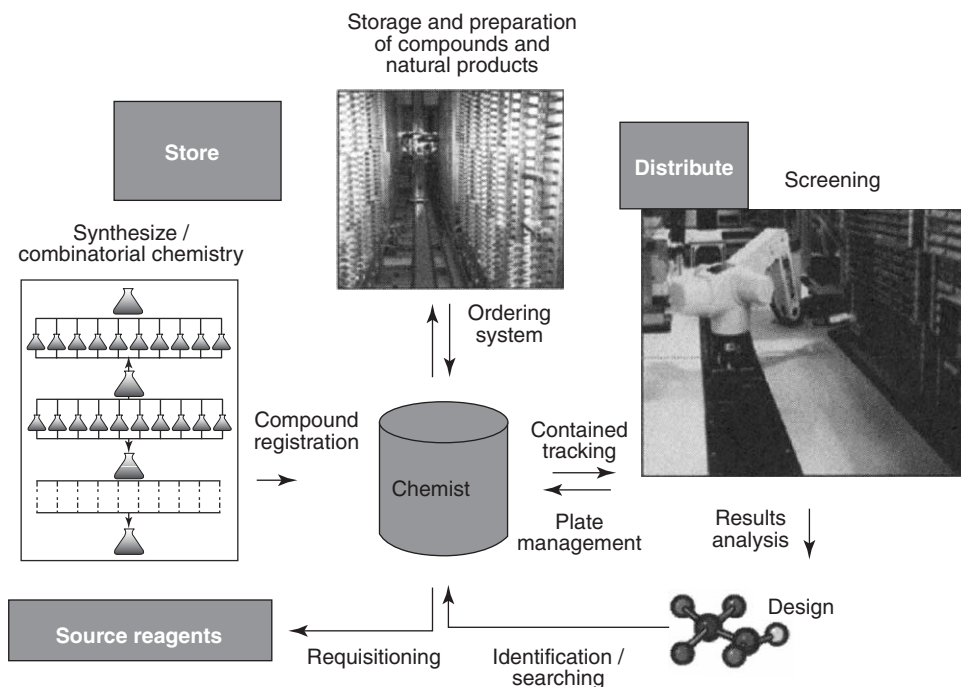 Storage and preparation
of compounds and
natural products
Store
Distribute
Screening
Synthesize /
combinatorial chemistry
Ordering
system
Compound
registration
Contained
tracking
Chemist
Plate
management
Results
analysis
Design
Source reagents
Requisitioning
Identification /
searching